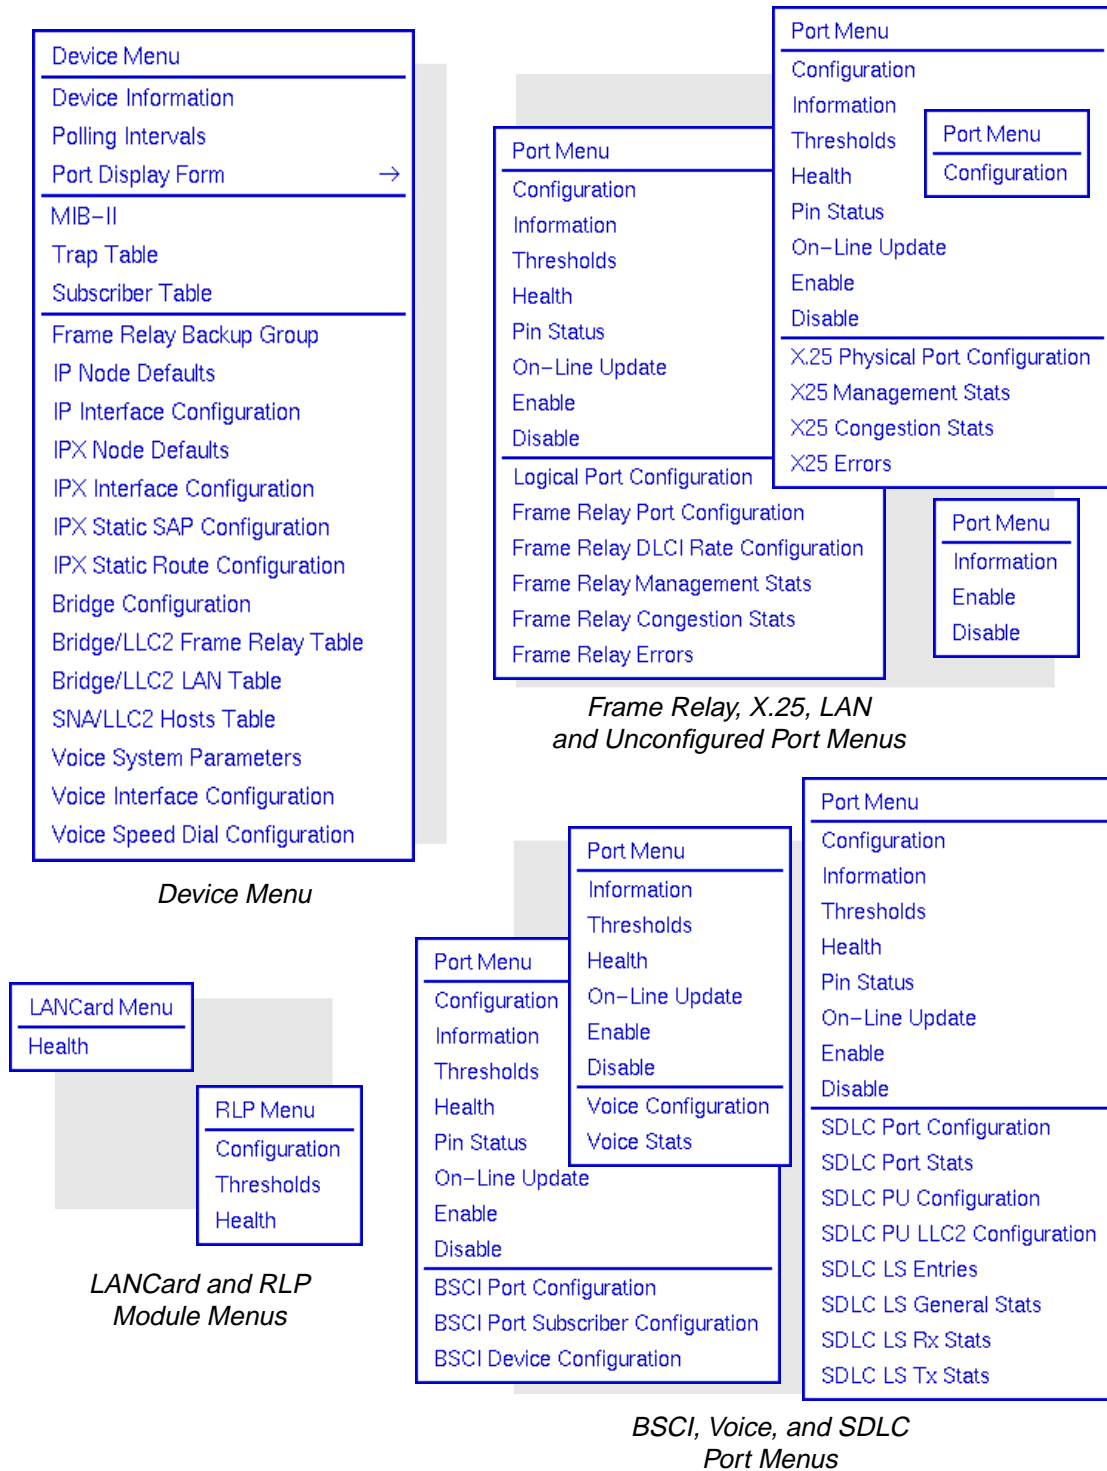 Device Menu
Device Information
Polling Intervals
Port Display Form →
MIB–II
Trap Table
Subscriber Table
Frame Relay Backup Group
IP Node Defaults
IP Interface Configuration
IPX Node Defaults
IPX Interface Configuration
IPX Static SAP Configuration
IPX Static Route Configuration
Bridge Configuration
Bridge/LLC2 Frame Relay Table
Bridge/LLC2 LAN Table
SNA/LLC2 Hosts Table
Voice System Parameters
Voice Interface Configuration
Voice Speed Dial Configuration
Device Menu
Port Menu
Configuration
Information
Thresholds
Health
Pin Status
On–Line Update
Enable
Disable
Logical Port Configuration
Frame Relay Port Configuration
Frame Relay DLCI Rate Configuration
Frame Relay Management Stats
Frame Relay Congestion Stats
Frame Relay Errors
Port Menu
Configuration
Information
Thresholds
Health
Pin Status
On–Line Update
Enable
Disable
X.25 Physical Port Configuration
X25 Management Stats
X25 Congestion Stats
X25 Errors
Port Menu
Configuration
Port Menu
Information
Enable
Disable
Frame Relay, X.25, LAN
and Unconfigured Port Menus
LANCard Menu
Health
RLP Menu
Configuration
Thresholds
Health
LANCard and RLP
Module Menus
Port Menu
Configuration
Information
Thresholds
Health
Pin Status
On–Line Update
Enable
Disable
BSCI Port Configuration
BSCI Port Subscriber Configuration
BSCI Device Configuration
Port Menu
Information
Thresholds
Health
On–Line Update
Enable
Disable
Voice Configuration
Voice Stats
Port Menu
Configuration
Information
Thresholds
Health
Pin Status
On–Line Update
Enable
Disable
SDLC Port Configuration
SDLC Port Stats
SDLC PU Configuration
SDLC PU LLC2 Configuration
SDLC LS Entries
SDLC LS General Stats
SDLC LS Rx Stats
SDLC LS Tx Stats
BSCI, Voice, and SDLC
Port Menus